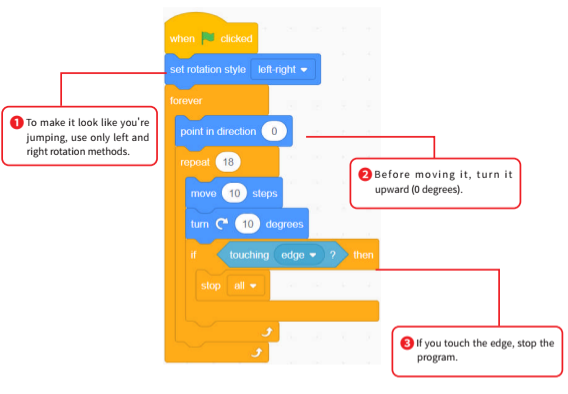 when clicked
set rotation style left-right
forever
point in direction 0
repeat 18
move 10 steps
turn 10 degrees
if touching edge ? then
stop all
1 To make it look like you're
jumping, use only left and
right rotation methods.
2 Before moving it, turn it
upward (0 degrees).
3 If you touch the edge, stop the
program.